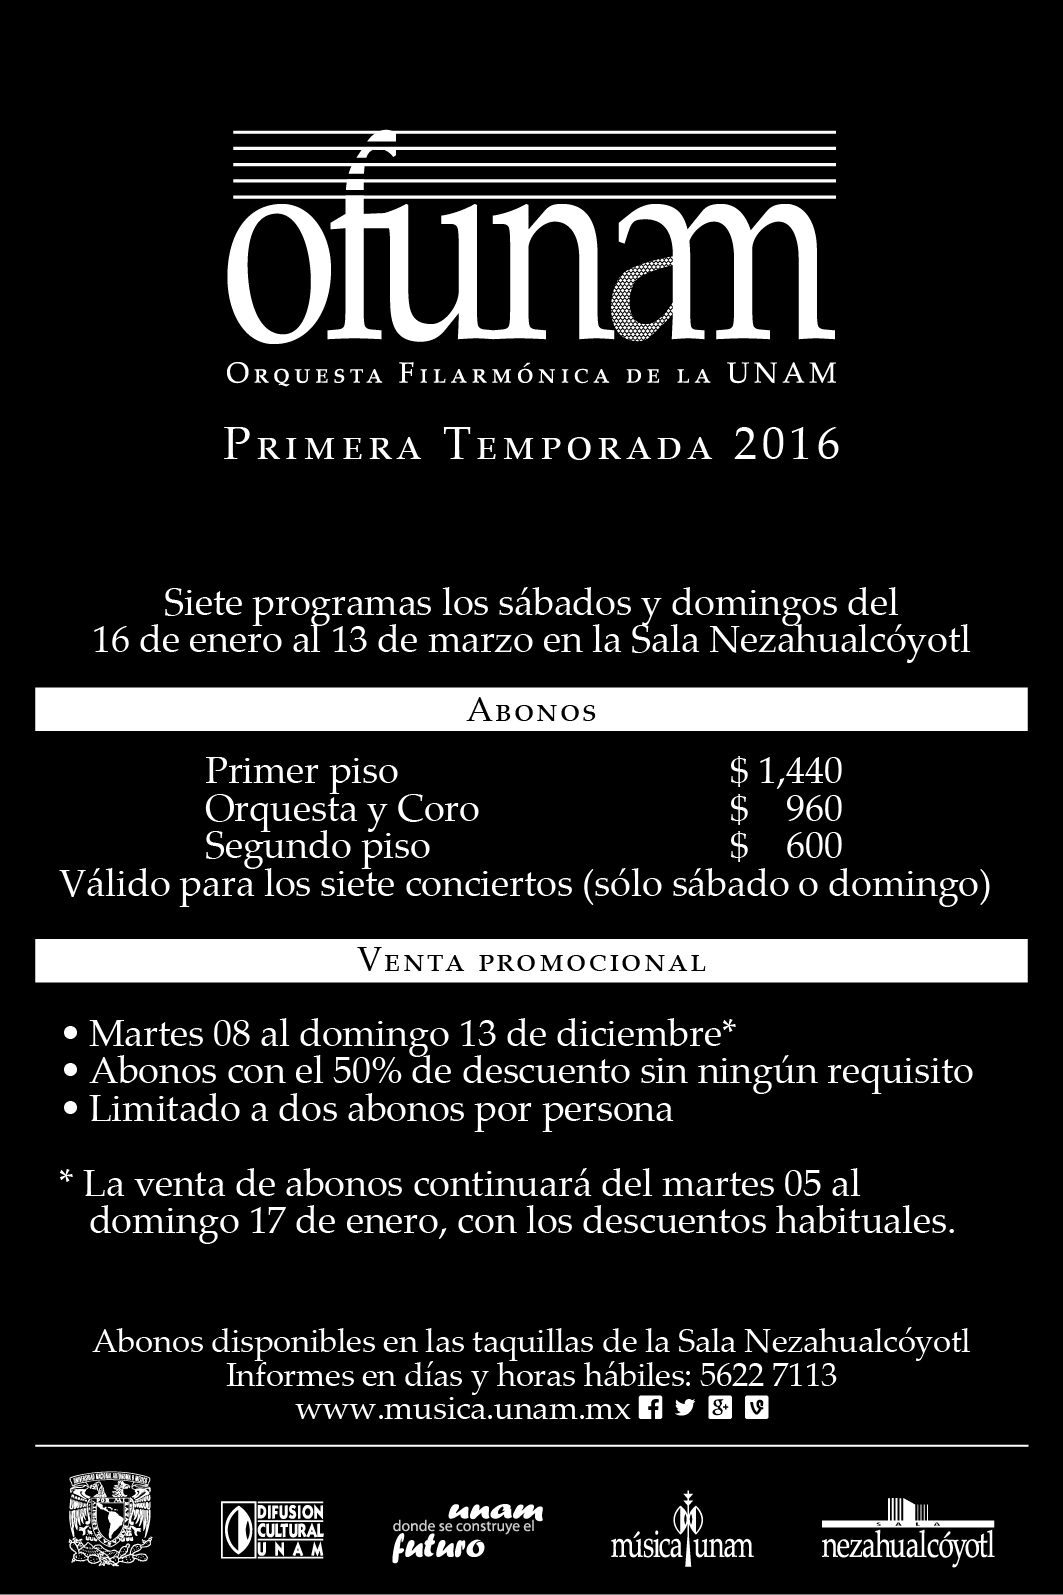 ofunam
Orquesta Filarmónica de la UNAM
Primera Temporada 2016
Siete programas los sábados y domingos del
16 de enero al 13 de marzo en la Sala Nezahualcóyotl
Abonos
Primer piso $ 1,440
Orquesta y Coro $ 960
Segundo piso $ 600
Válido para los siete conciertos (sólo sábado o domingo)
Venta promocional
• Martes 08 al domingo 13 de diciembre*
• Abonos con el 50% de descuento sin ningún requisito
• Limitado a dos abonos por persona
* La venta de abonos continuará del martes 05 al
domingo 17 de enero, con los descuentos habituales.
Abonos disponibles en las taquillas de la Sala Nezahualcóyotl
Informes en días y horas hábiles: 5622 7113
www.musica.unam.mx
DIFUSION
CULTURAL
UNAM
unam
donde se construye el
futuro
música unam
SALA
nezahualcóyotl